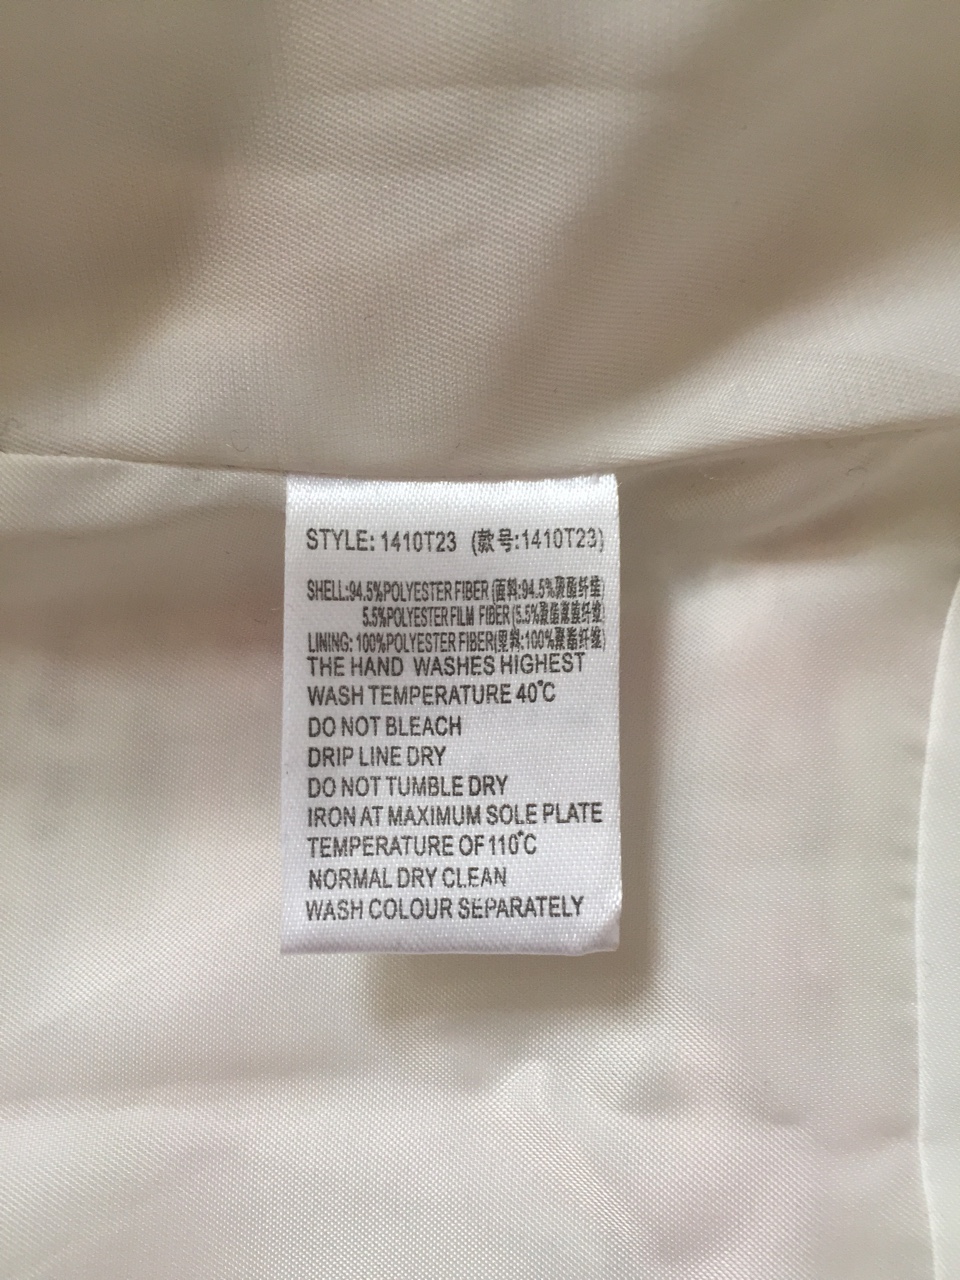 STYLE: 1410T23 (款号:1410T23)
SHELL:94.5%POLYESTER FIBER (面料:94.5%聚酯纤维)
5.5%POLYESTER FILM FIBER (5.5%聚酯薄膜纤维)
LINING: 100%POLYESTER FIBER(里料:100%聚酯纤维)
THE HAND WASHES HIGHEST
WASH TEMPERATURE 40°C
DO NOT BLEACH
DRIP LINE DRY
DO NOT TUMBLE DRY
IRON AT MAXIMUM SOLE PLATE
TEMPERATURE OF 110°C
NORMAL DRY CLEAN
WASH COLOUR SEPARATELY